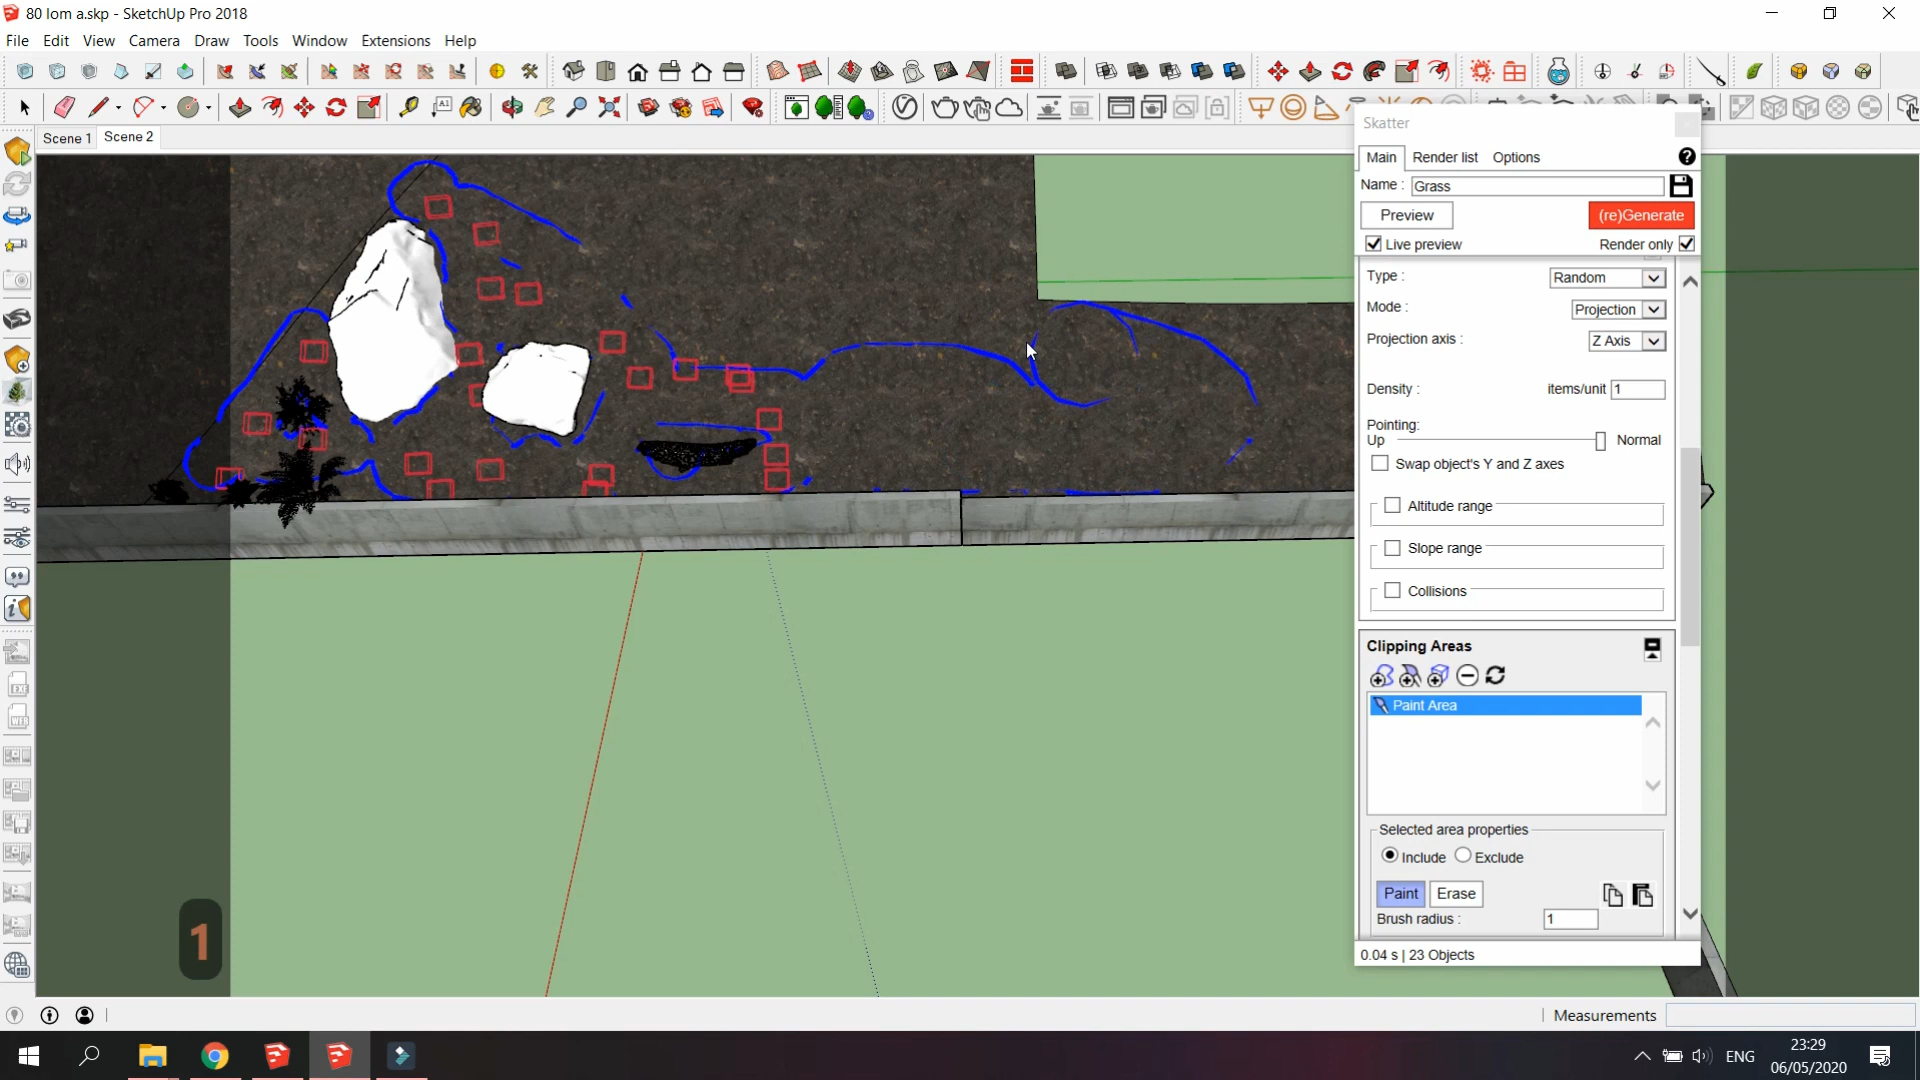 80 lom a.skp - SketchUp Pro 2018
File Edit View Camera Draw Tools Window Extensions Help
Scene 1 Scene 2
Skatter
Main Render list Options
Name : Grass
Preview (re)Generate
Live preview Render only
Type : Random
Mode : Projection
Projection axis : Z Axis
Density : items/unit 1
Pointing:
Up Normal
Swap object's Y and Z axes
Altitude range
Slope range
Collisions
Clipping Areas
Paint Area
Selected area properties
Include Exclude
Paint Erase
Brush radius : 1
0.04 s | 23 Objects
1
Measurements
ENG
23:29
06/05/2020